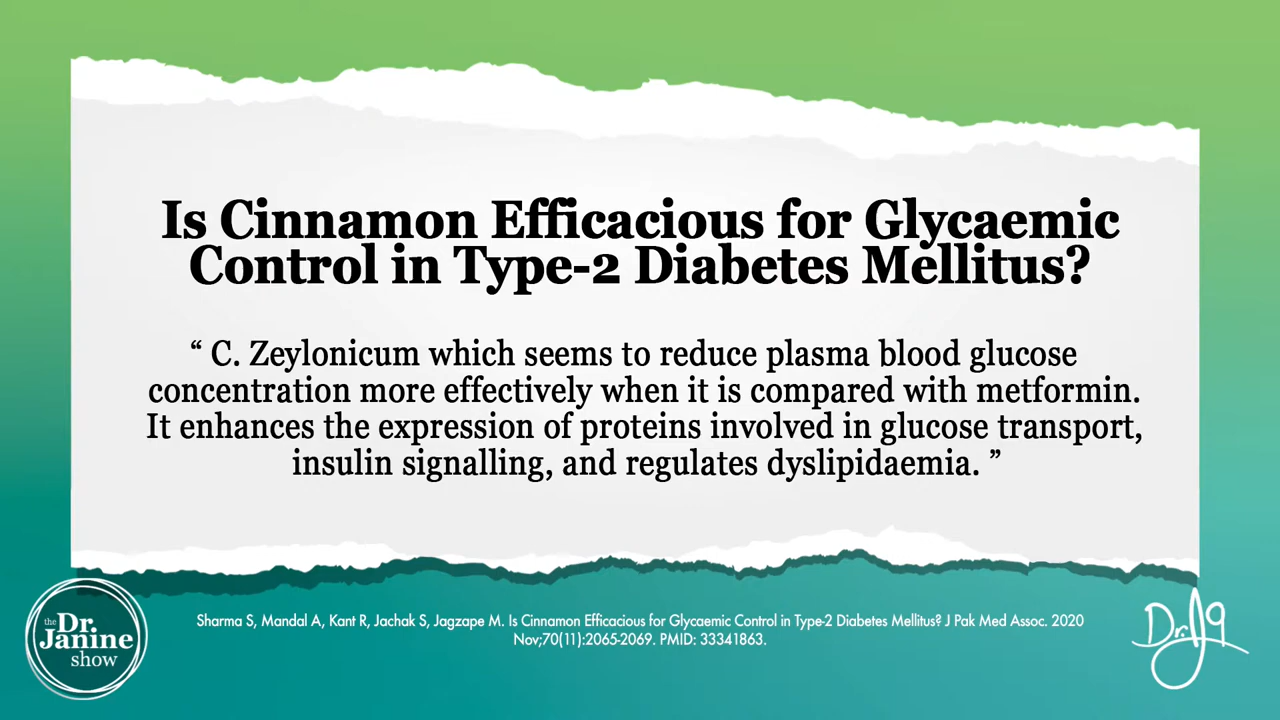 Is Cinnamon Efficacious for Glycaemic
Control in Type-2 Diabetes Mellitus?
“ C. Zeylonicum which seems to reduce plasma blood glucose
concentration more effectively when it is compared with metformin.
It enhances the expression of proteins involved in glucose transport,
insulin signalling, and regulates dyslipidaemia. ”
the Dr.
Janine
show
Sharma S, Mandal A, Kant R, Jachak S, Jagzape M. Is Cinnamon Efficacious for Glycaemic Control in Type-2 Diabetes Mellitus? J Pak Med Assoc. 2020
Nov;70(11):2065-2069. PMID: 33341863.